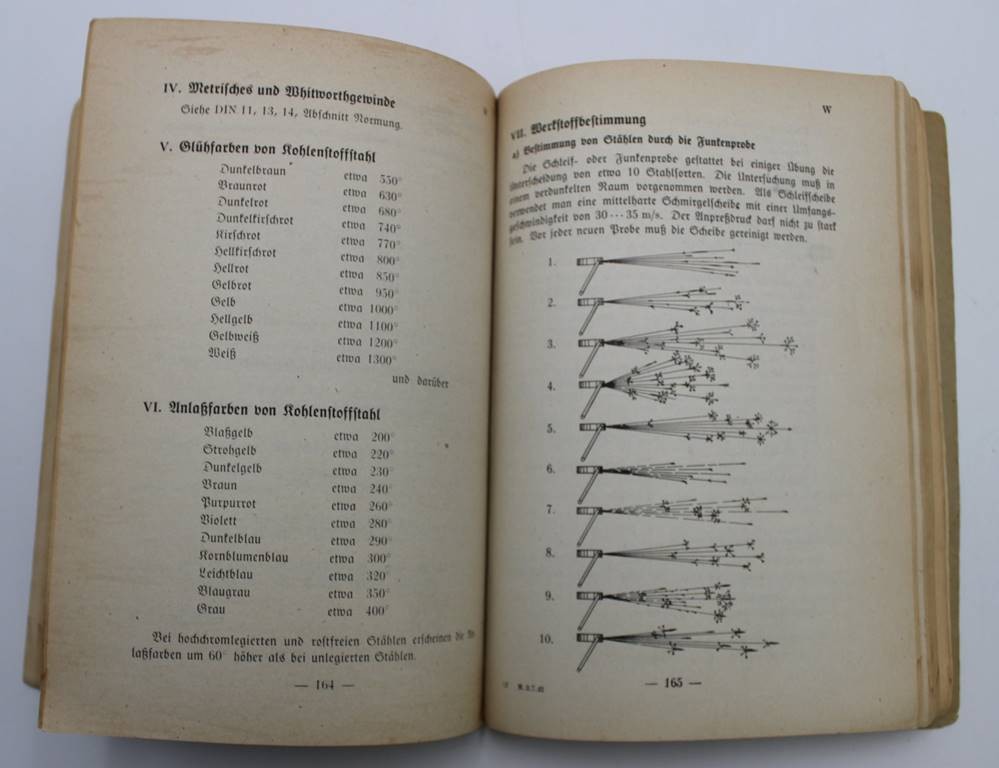 IV. Metrisches und Whitworthgewinde
Siehe DIN 11, 13, 14, Abschnitt Normung.
V. Glühfarben von Kohlenstoffstahl
Dunkelbraun etwa 550°
Braunrot etwa 630°
Dunkelrot etwa 680°
Dunkelkirschrot etwa 740°
Kirschrot etwa 770°
Hellkirschrot etwa 800°
Hellrot etwa 850°
Gelbrot etwa 950°
Gelb etwa 1000°
Hellgelb etwa 1100°
Gelbweiß etwa 1200°
Weiß etwa 1300°
und darüber
VI. Anlaßfarben von Kohlenstoffstahl
Blaßgelb etwa 200°
Strohgelb etwa 220°
Dunkelgelb etwa 230°
Braun etwa 240°
Purpurrot etwa 260°
Violett etwa 280°
Dunkelblau etwa 290°
Kornblumenblau etwa 300°
Leichtblau etwa 320°
Blaugrau etwa 350°
Grau etwa 400°
Bei hochchromlegierten und rostfreien Stählen erscheinen die An-
laßfarben um 60° höher als bei unlegierten Stählen.
— 164 —
W
VII. Werkstoffbestimmung
a) Bestimmung von Stählen durch die Funkenprobe
Die Schleif- oder Funkenprobe gestattet bei einiger Übung die
Unterscheidung von etwa 10 Stahlsorten. Die Untersuchung muß in
einem verdunkelten Raum vorgenommen werden. Als Schleifscheibe
verwendet man eine mittelharte Schmirgelscheibe mit einer Umfangs-
geschwindigkeit von 30 ··· 35 m/s. Der Anpreßdruck darf nicht zu stark
sein. Vor jeder neuen Probe muß die Scheibe gereinigt werden.
1.
2.
3.
4.
5.
6.
7.
8.
9.
10.
— 165 —